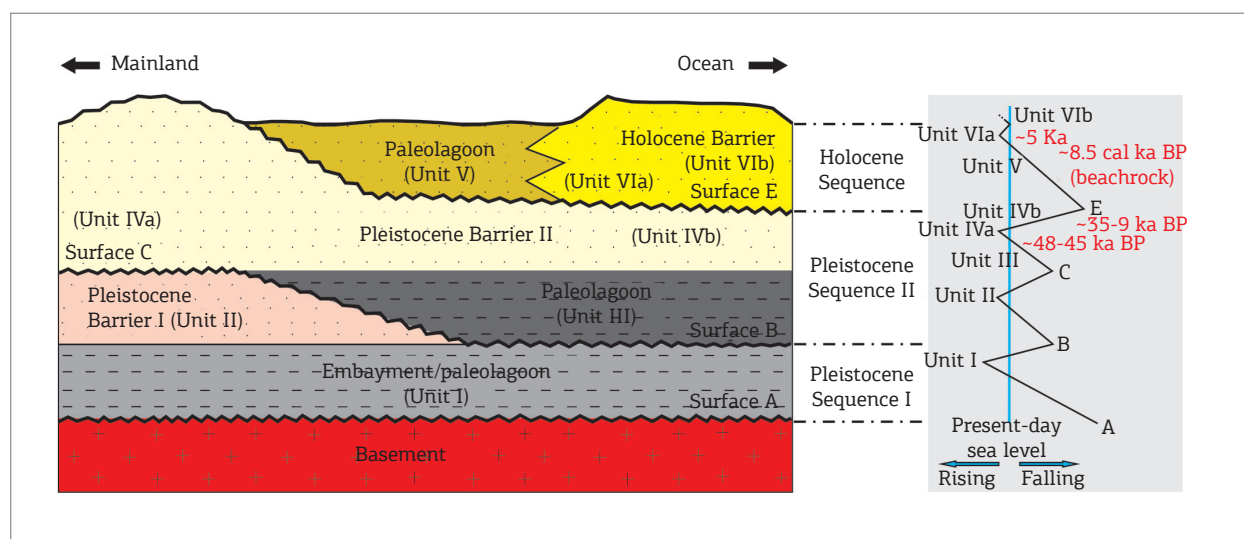 Mainland
Ocean
Paleolagoon
(Unit V)
Holocene Barrier
(Unit VIb)
(Unit VIa)
Surface E
(Unit IVa)
Pleistocene Barrier II
(Unit IVb)
Surface C
Pleistocene
Barrier I (Unit II)
Paleolagoon
(Unit HI)
Surface B
Embayment/paleolagoon
(Unit I)
Surface A
Basement
Holocene
Sequence
Pleistocene
Sequence II
Pleistocene
Sequence I
Unit VIb
Unit VIa
~5 Ka
~8.5 cal ka BP
(beachrock)
Unit V
Unit IVb
E
Unit IVa
~35-9 ka BP
~48-45 ka BP
Unit III
C
Unit II
B
Unit I
A
Present-day
sea level
Rising
Falling